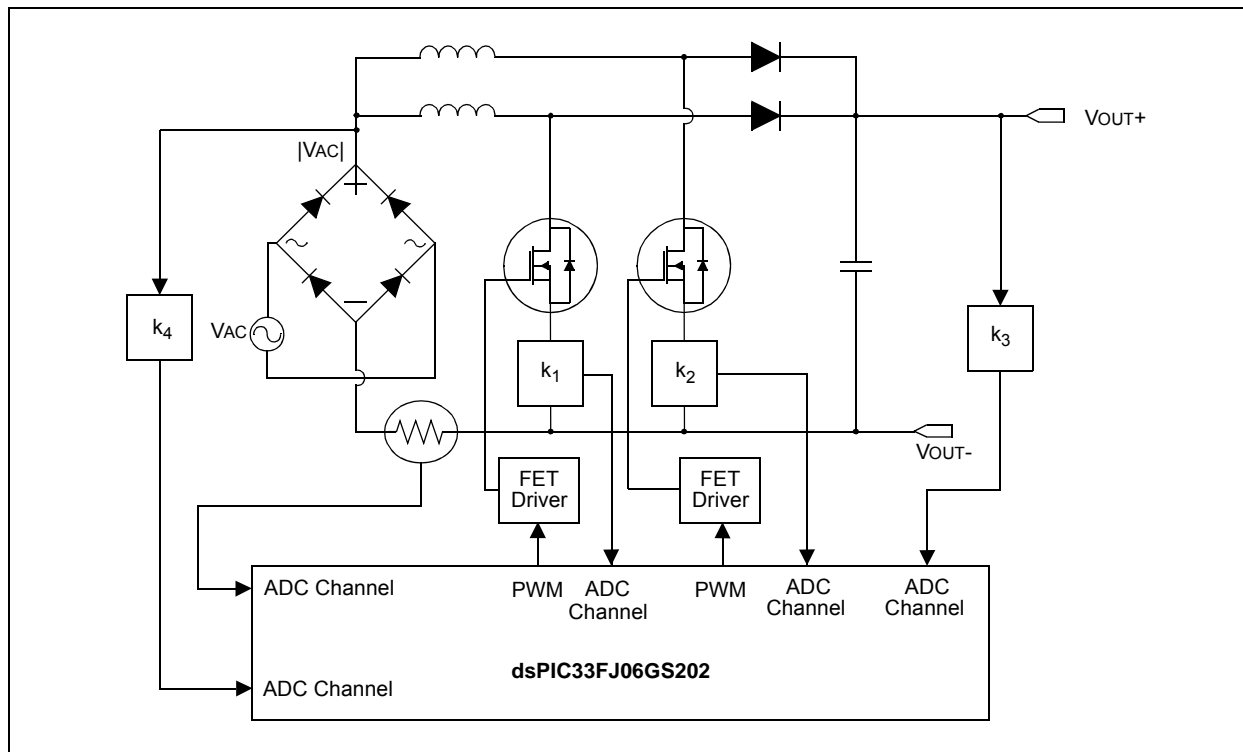 VOUT+
|VAC|
k4
VAC
k1
k2
k3
VOUT-
FET
Driver
FET
Driver
ADC Channel
PWM
ADC
Channel
PWM
ADC
Channel
ADC
Channel
dsPIC33FJ06GS202
ADC Channel